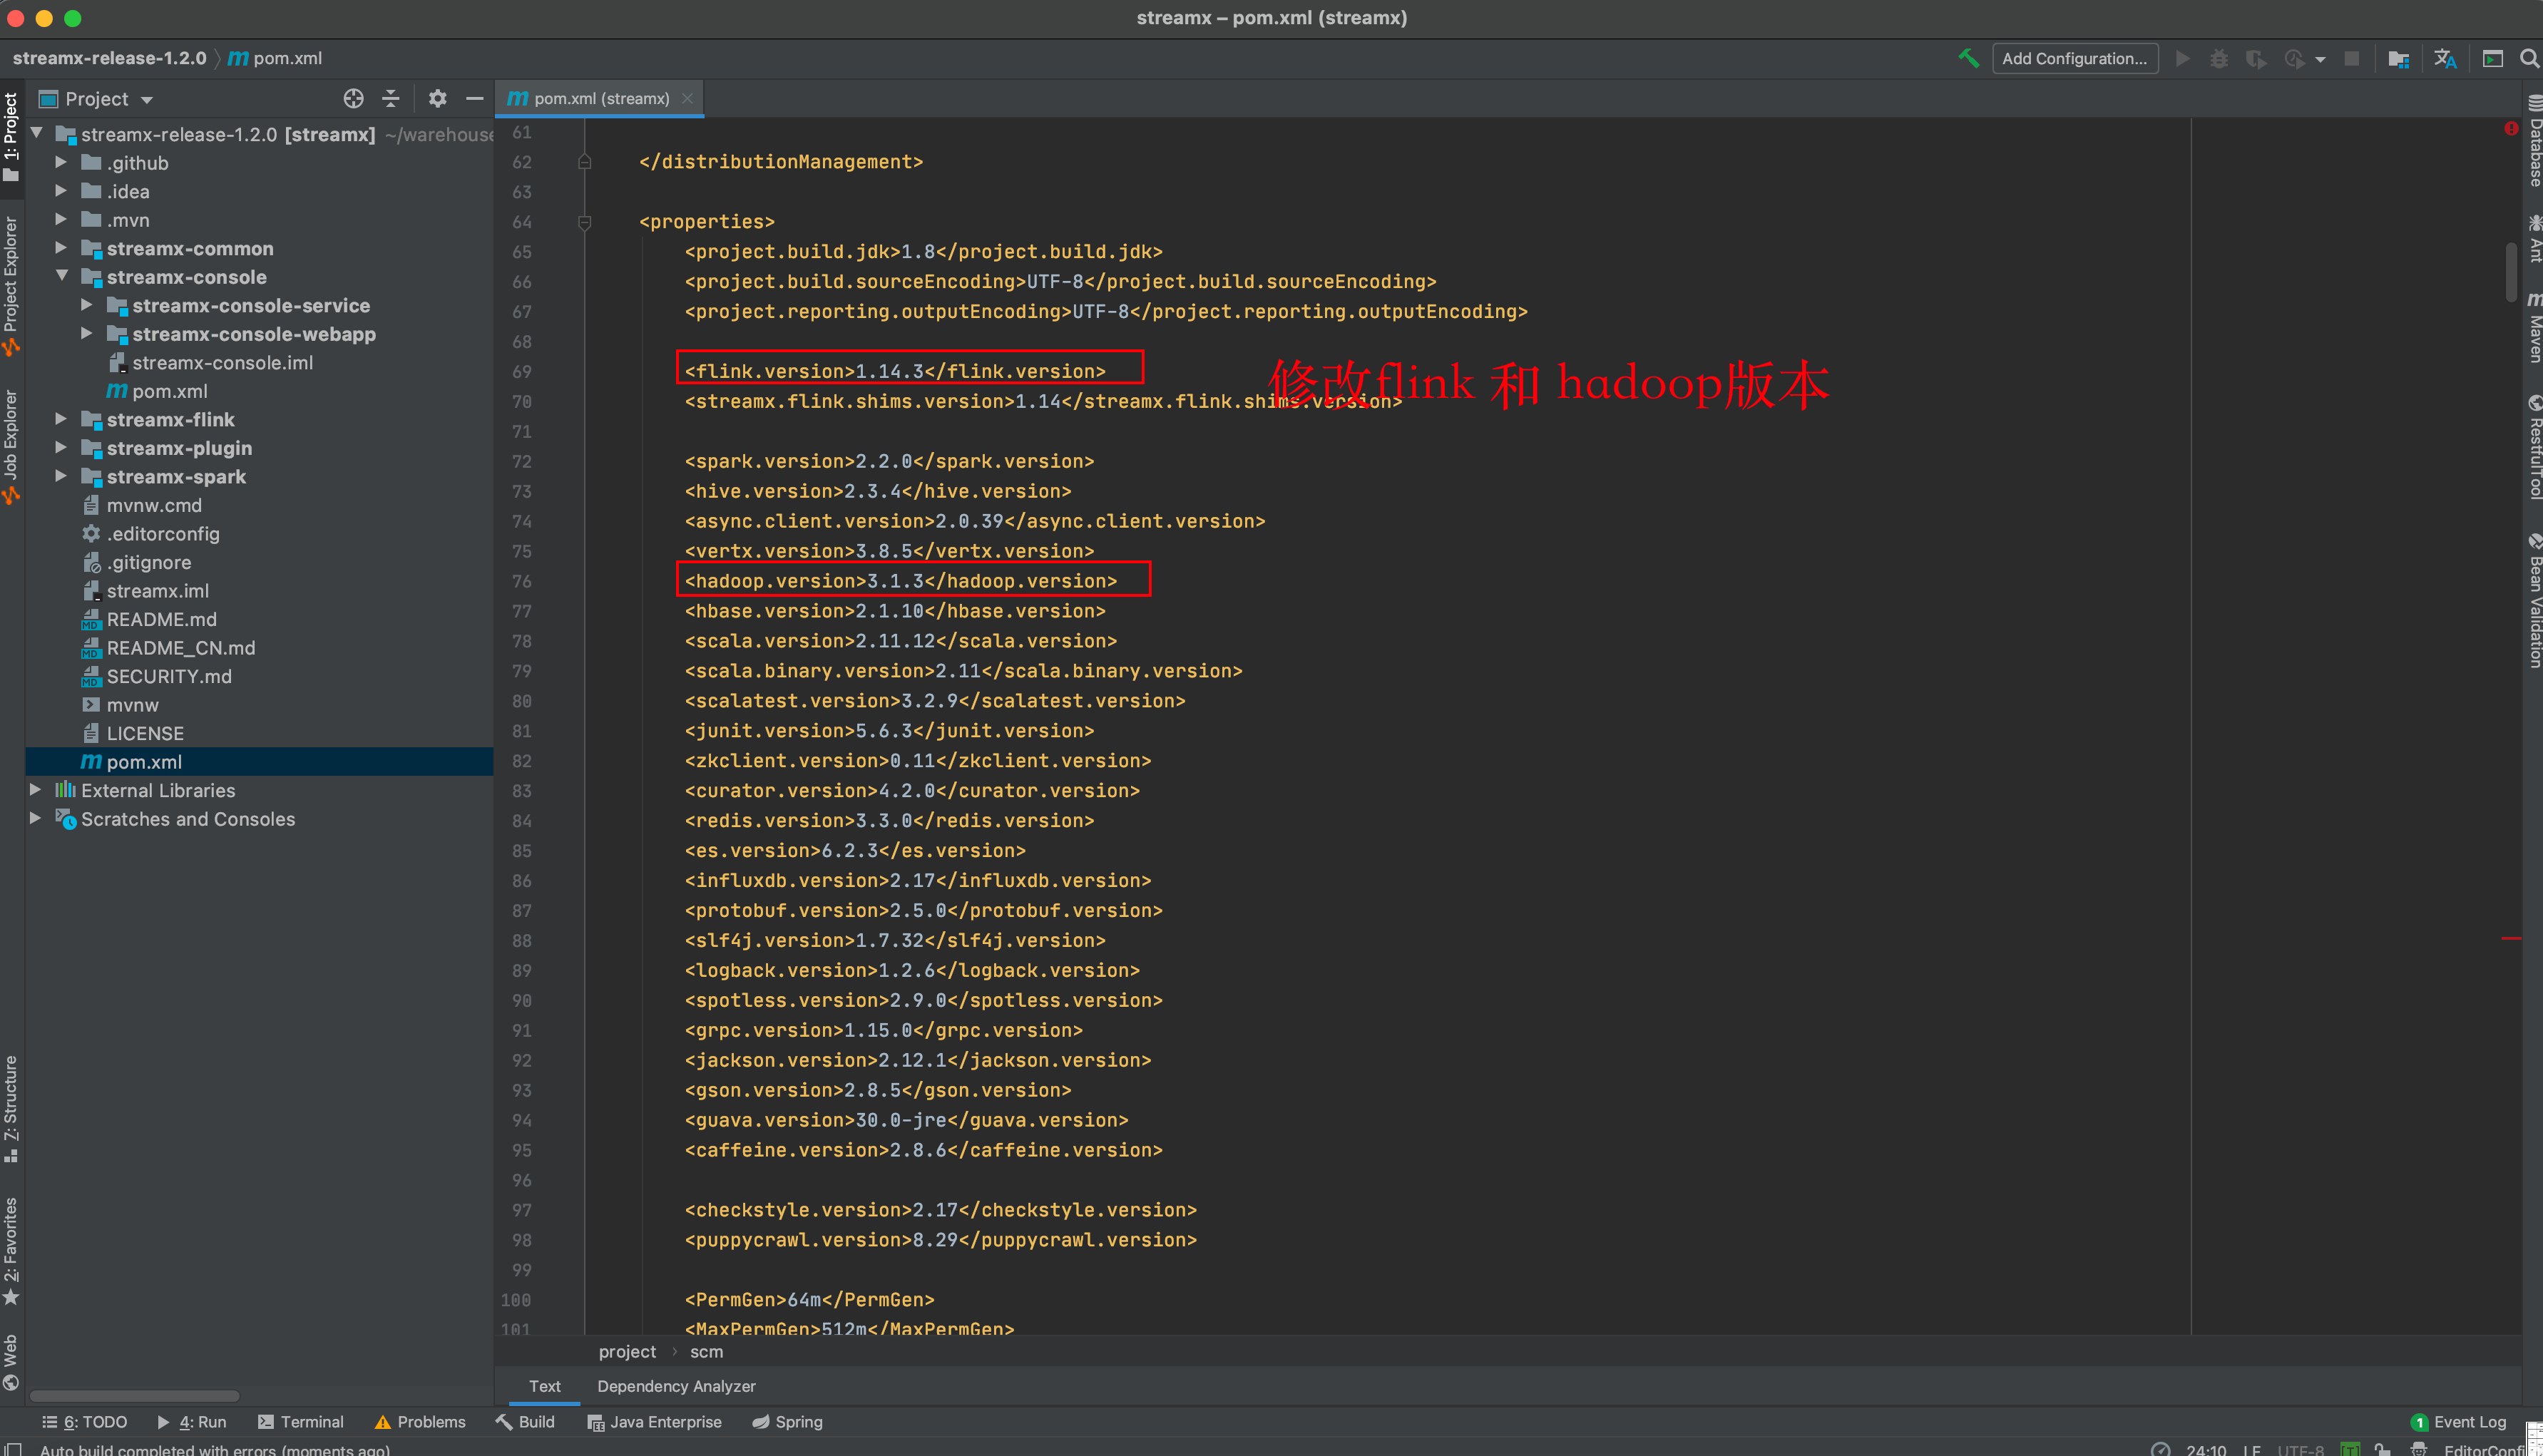 streamx – pom.xml (streamx)
streamx-release-1.2.0
pom.xml
Add Configuration...
Project
pom.xml (streamx)
streamx-release-1.2.0 [streamx] ~/warehouse
.github
.idea
.mvn
streamx-common
streamx-console
streamx-console-service
streamx-console-webapp
streamx-console.iml
pom.xml
streamx-flink
streamx-plugin
streamx-spark
mvnw.cmd
.editorconfig
.gitignore
streamx.iml
README.md
README_CN.md
SECURITY.md
mvnw
LICENSE
pom.xml
External Libraries
Scratches and Consoles
1: Project
Project Explorer
Job Explorer
Z: Structure
2: Favorites
Web
61
62 </distributionManagement>
63
64 <properties>
65 <project.build.jdk>1.8</project.build.jdk>
66 <project.build.sourceEncoding>UTF-8</project.build.sourceEncoding>
67 <project.reporting.outputEncoding>UTF-8</project.reporting.outputEncoding>
68
69 <flink.version>1.14.3</flink.version>
修改flink 和 hadoop版本
70 <streamx.flink.shims.version>1.14</streamx.flink.shims.version>
71
72 <spark.version>2.2.0</spark.version>
73 <hive.version>2.3.4</hive.version>
74 <async.client.version>2.0.39</async.client.version>
75 <vertx.version>3.8.5</vertx.version>
76 <hadoop.version>3.1.3</hadoop.version>
77 <hbase.version>2.1.10</hbase.version>
78 <scala.version>2.11.12</scala.version>
79 <scala.binary.version>2.11</scala.binary.version>
80 <scalatest.version>3.2.9</scalatest.version>
81 <junit.version>5.6.3</junit.version>
82 <zkclient.version>0.11</zkclient.version>
83 <curator.version>4.2.0</curator.version>
84 <redis.version>3.3.0</redis.version>
85 <es.version>6.2.3</es.version>
86 <influxdb.version>2.17</influxdb.version>
87 <protobuf.version>2.5.0</protobuf.version>
88 <slf4j.version>1.7.32</slf4j.version>
89 <logback.version>1.2.6</logback.version>
90 <spotless.version>2.9.0</spotless.version>
91 <grpc.version>1.15.0</grpc.version>
92 <jackson.version>2.12.1</jackson.version>
93 <gson.version>2.8.5</gson.version>
94 <guava.version>30.0-jre</guava.version>
95 <caffeine.version>2.8.6</caffeine.version>
96
97 <checkstyle.version>2.17</checkstyle.version>
98 <puppycrawl.version>8.29</puppycrawl.version>
99
100 <PermGen>64m</PermGen>
101 <MaxPermGen>512m</MaxPermGen>
Database
Ant
Maven
RestfulTool
Bean Validation
project › scm
Text
Dependency Analyzer
6: TODO
4: Run
Terminal
Problems
Build
Java Enterprise
Spring
1 Event Log
Auto build completed with errors (moments ago)
24:10
LF
UTF-8
EditorConfi